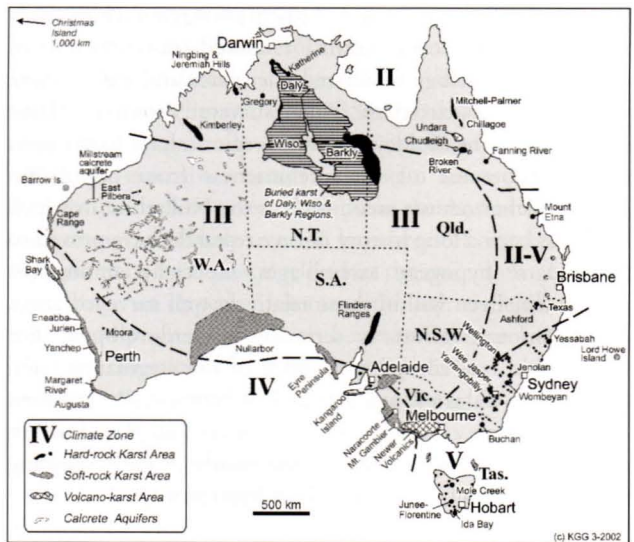 Christmas
Island
1,000 km
Darwin
Ningbing &
Jeremiah Hills
Katherine
Daly
II
Gregory
Mitchell-Palmer
Kimberley
Undara
Chillagoe
Chudleigh
Wiso
Barkly
Broken
River
Fanning River
Millstream
calcrete
aquifer
Barrow Is.
East
Pilbara
Buried karst
of Daly, Wiso &
Barkly Regions.
Cape
Range
III
N.T.
III
Qld.
Mount
Etna
II-V
W.A.
S.A.
Shark
Bay
Brisbane
Flinders
Ranges
Texas
Eneabba
Jurien
Moora
N.S.W.
Ashford
Yanchep
Nullarbor
Wellington
Yessabah
Lord Howe
Island
Perth
Adelaide
Wee Jasper
Yarrangobilly
Jenolan
Sydney
Margaret
River
IV
Eyre
Peninsula
Wombeyan
Augusta
Kangaroo
Island
Vic.
Melbourne
Naracoorte
Mt. Gambier
Newer
Volcanics
Buchan
IV Climate Zone
Hard-rock Karst Area
V
Tas.
Soft-rock Karst Area
Mole Creek
Volcano-karst Area
500 km
Junee-
Florentine
Hobart
Calcrete Aquifers
Ida Bay
(c) KGG 3-2002